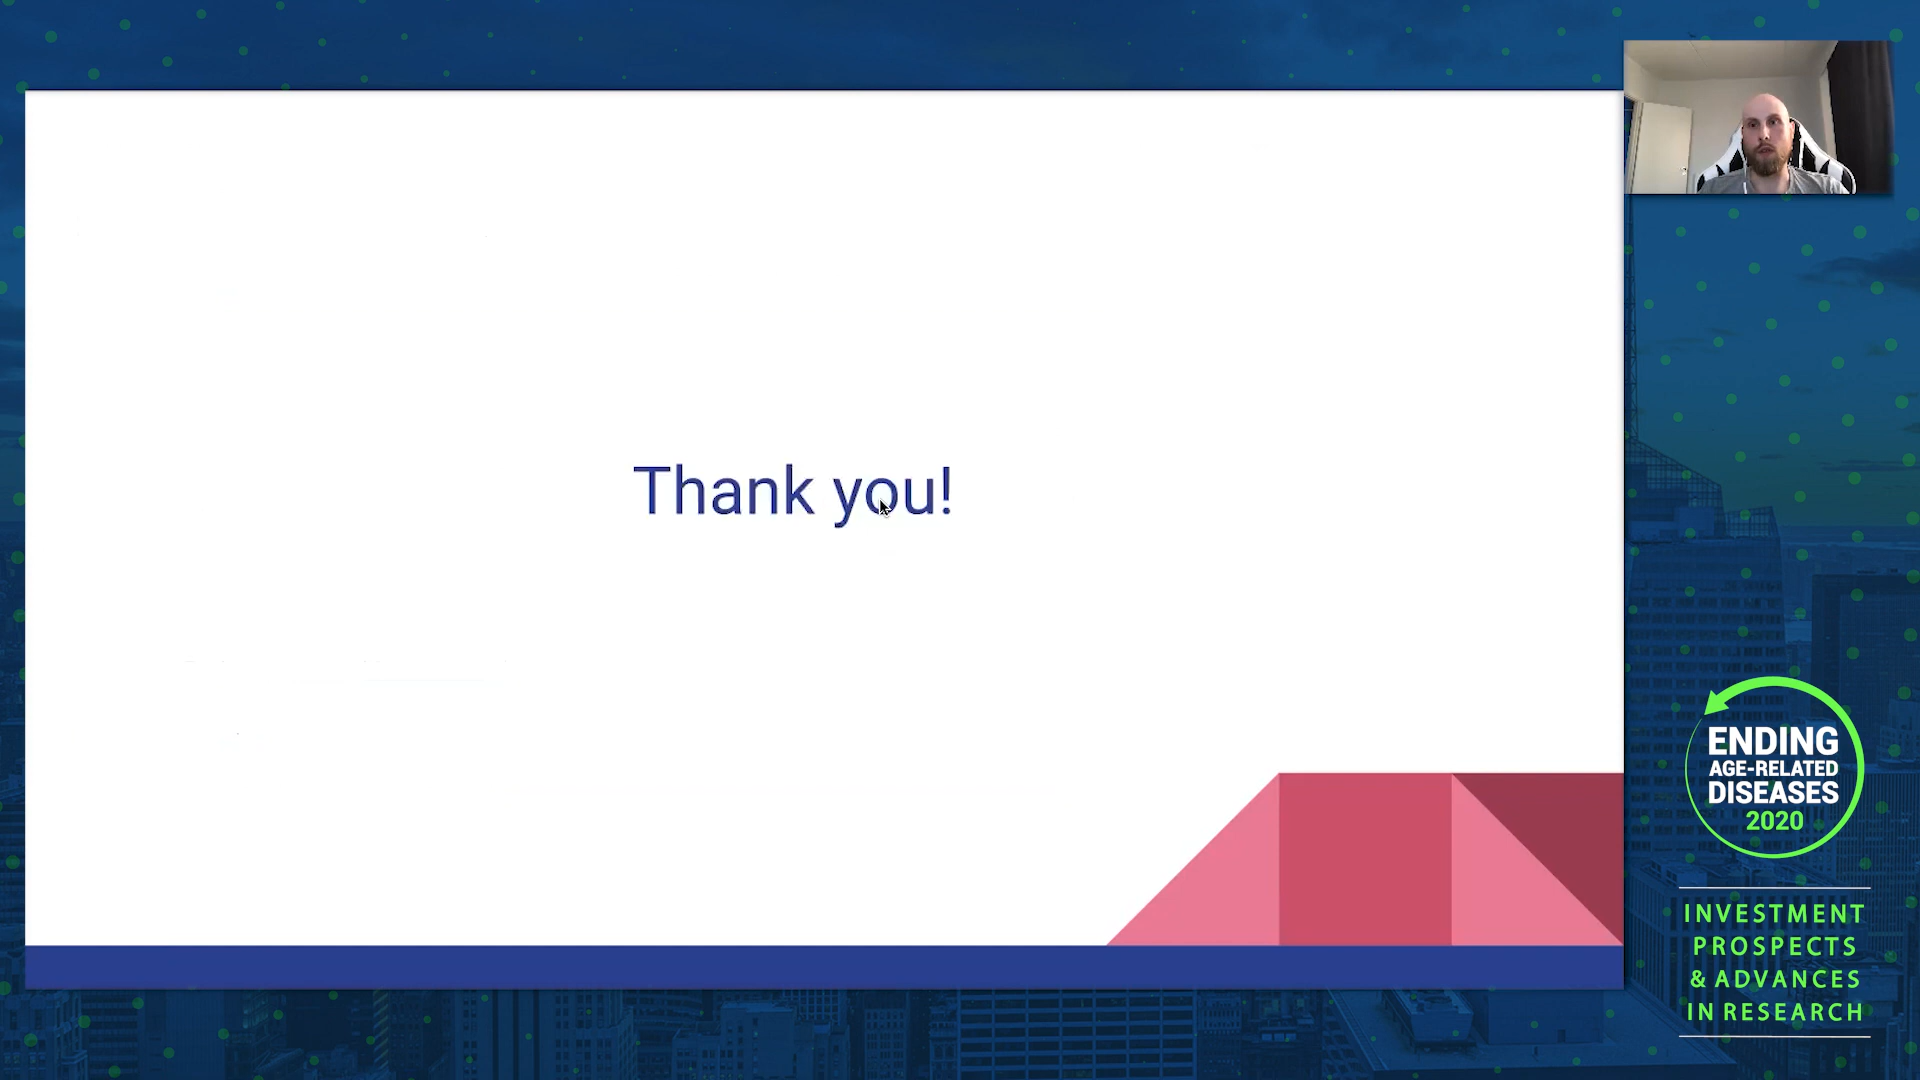 Thank you!
ENDING
AGE-RELATED
DISEASES
2020
INVESTMENT
PROSPECTS
& ADVANCES
IN RESEARCH